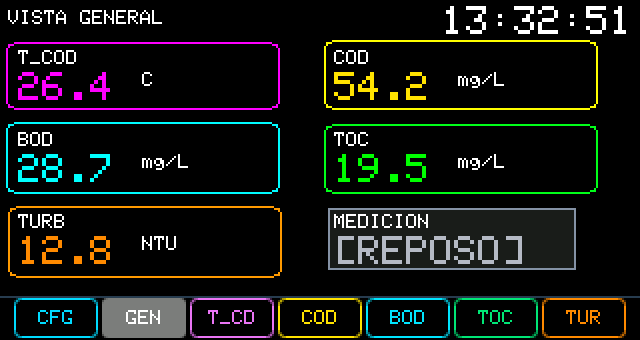 VISTA GENERAL 13:32:51
T_COD
26.4 C
COD
54.2 mg/L
BOD
28.7 mg/L
TOC
19.5 mg/L
TURB
12.8 NTU
MEDICION
[REPOSO]
CFG GEN T_CD COD BOD TOC TUR